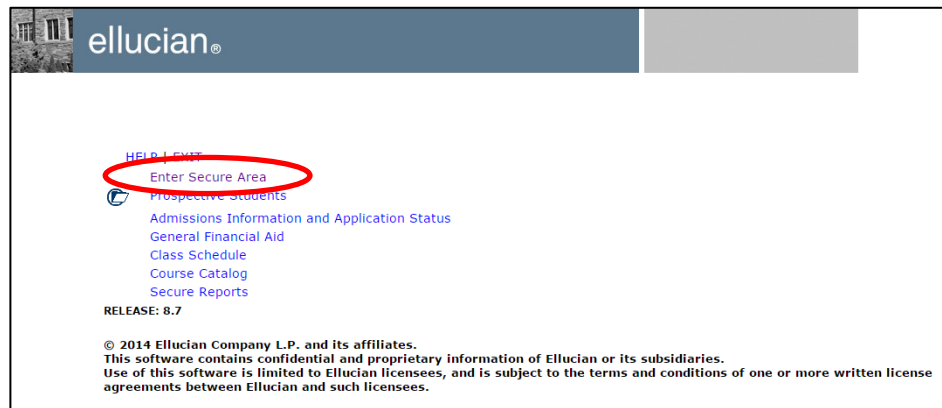 ellucian®
HELP | EXIT
Enter Secure Area
Prospective Students
Admissions Information and Application Status
General Financial Aid
Class Schedule
Course Catalog
Secure Reports
RELEASE: 8.7
© 2014 Ellucian Company L.P. and its affiliates.
This software contains confidential and proprietary information of Ellucian or its subsidiaries.
Use of this software is limited to Ellucian licensees, and is subject to the terms and conditions of one or more written license
agreements between Ellucian and such licensees.